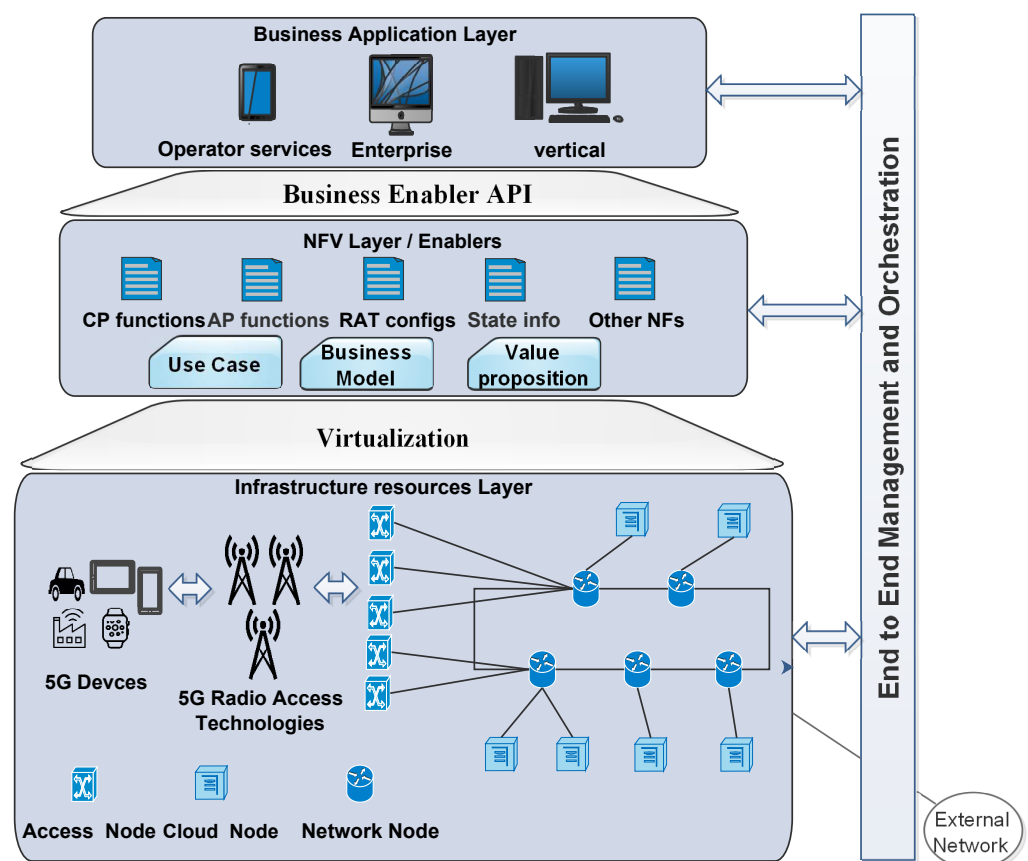 Business Application Layer
Operator services
Enterprise
vertical
Business Enabler API
NFV Layer / Enablers
CP functions
AP functions
RAT configs
State info
Other NFs
Use Case
Business
Model
Value
proposition
Virtualization
Infrastructure resources Layer
5G Devces
5G Radio Access
Technologies
Access Node
Cloud Node
Network Node
End to End Management and Orchestration
External
Network